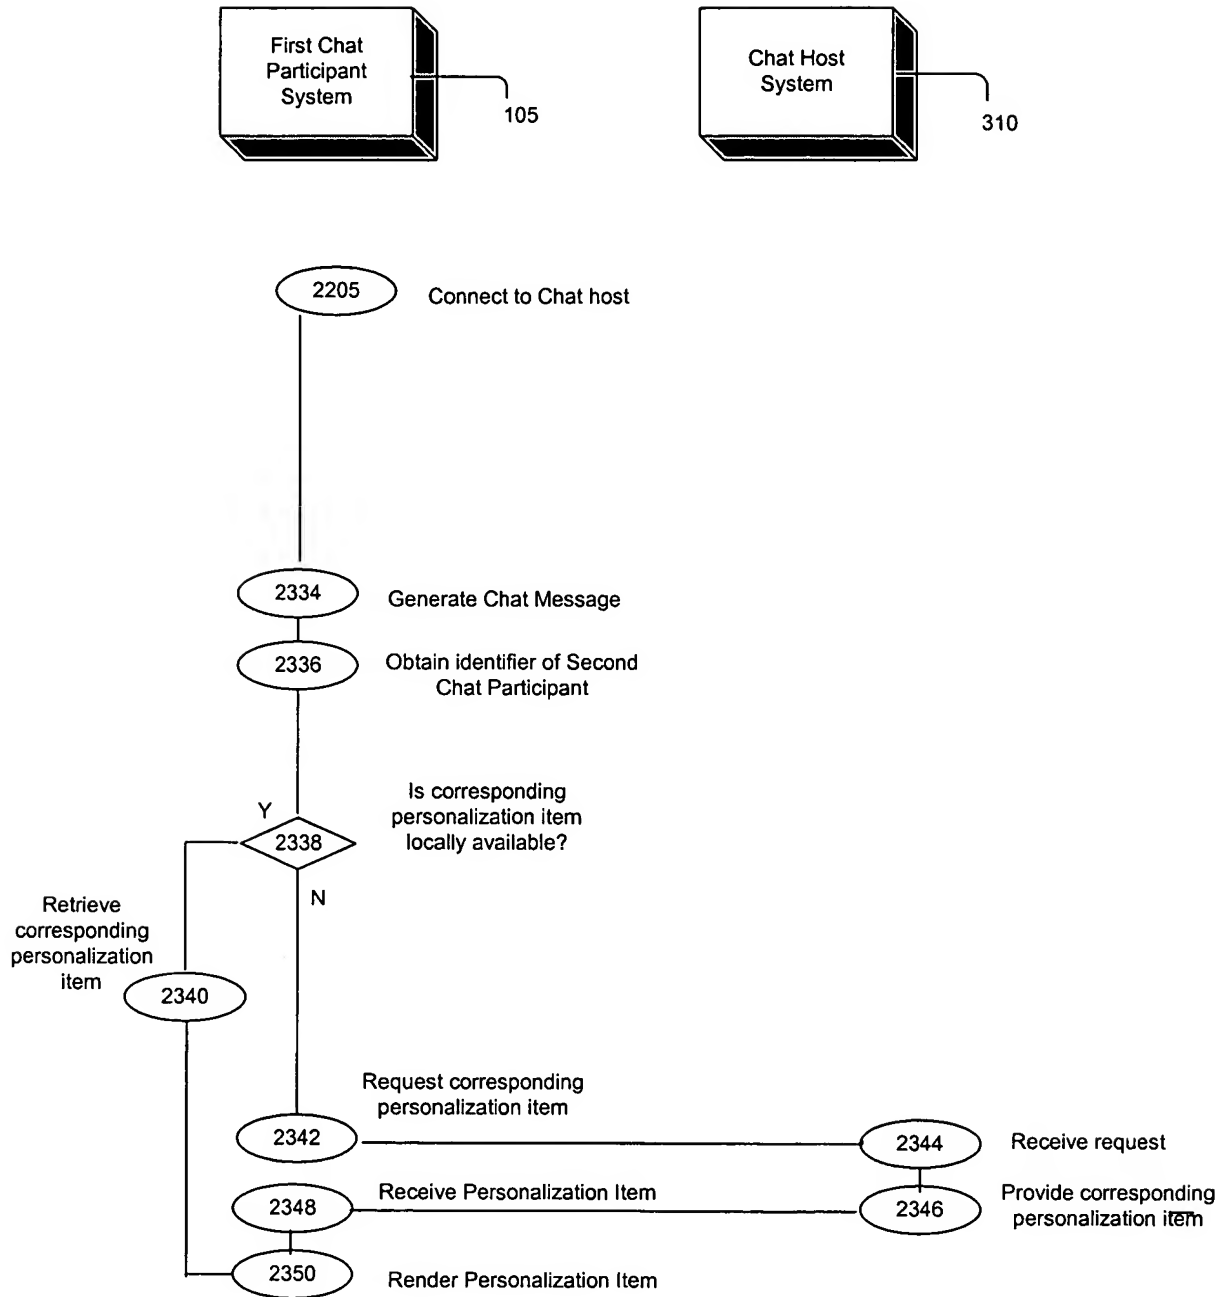 First Chat
Participant
System
105
Chat Host
System
310
2205
Connect to Chat host
2334
Generate Chat Message
2336
Obtain identifier of Second
Chat Participant
Is corresponding
personalization item
locally available?
Y
2338
N
Retrieve
corresponding
personalization
item
2340
Request corresponding
personalization item
2342
2344
Receive request
2348
Receive Personalization Item
2346
Provide corresponding
personalization item
2350
Render Personalization Item